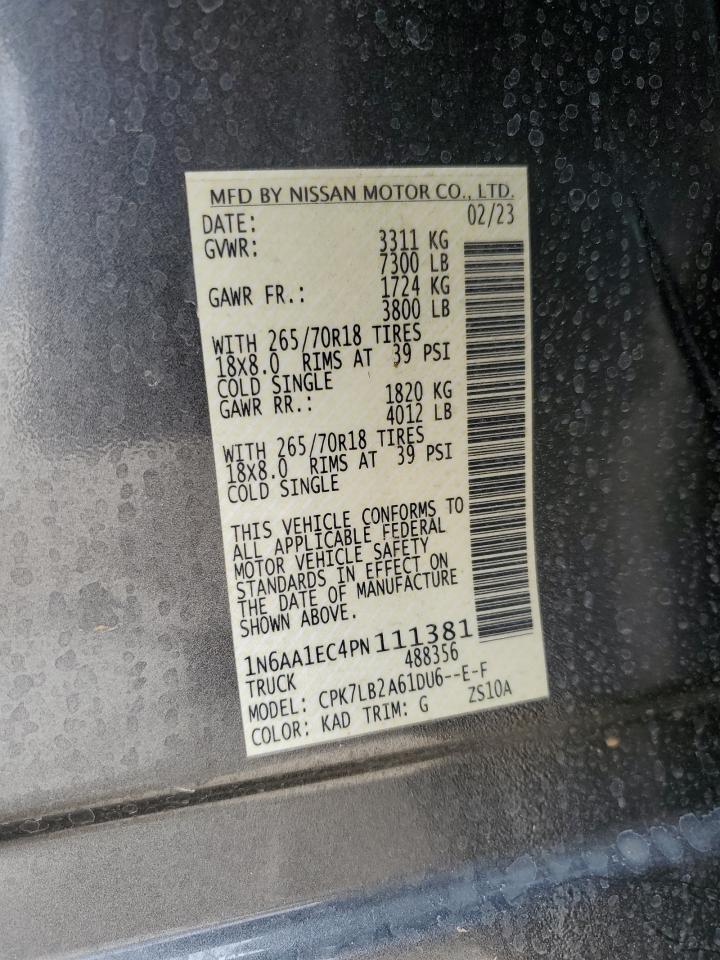 MFD BY NISSAN MOTOR CO., LTD.
DATE: 02/23
GVWR: 3311 KG
7300 LB
GAWR FR.: 1724 KG
3800 LB
WITH 265/70R18 TIRES
18X8.0 RIMS AT 39 PSI
COLD SINGLE
GAWR RR.: 1820 KG
4012 LB
WITH 265/70R18 TIRES
18X8.0 RIMS AT 39 PSI
COLD SINGLE
THIS VEHICLE CONFORMS TO
ALL APPLICABLE FEDERAL
MOTOR VEHICLE SAFETY
STANDARDS IN EFFECT ON
THE DATE OF MANUFACTURE
SHOWN ABOVE.
1N6AA1EC4PN111381
TRUCK 488356
MODEL: CPK7LB2A61DU6--E-F
COLOR: KAD TRIM: G ZS10A